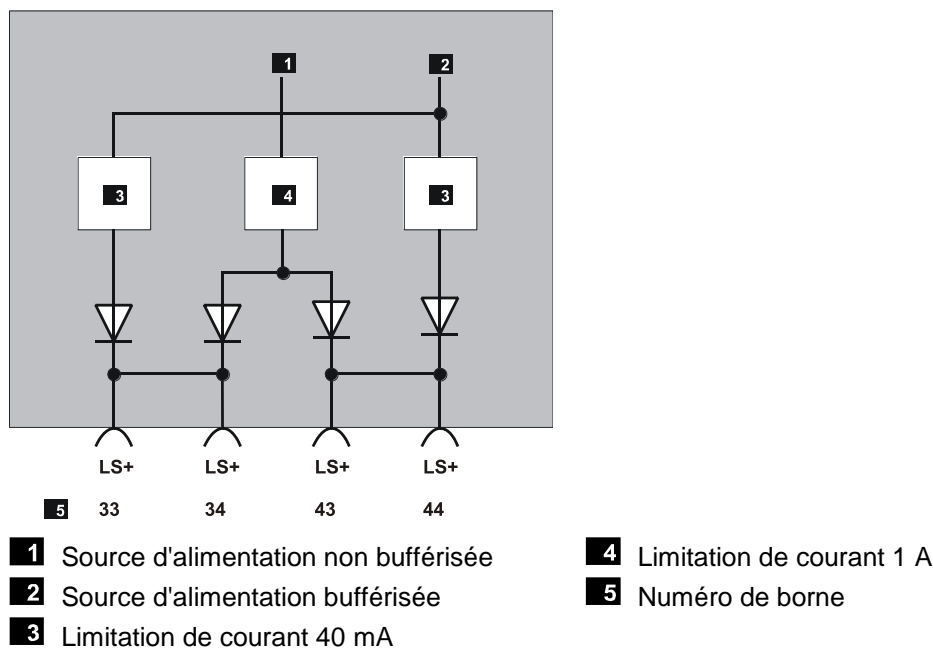 1 2
3 4 3
LS+ LS+ LS+ LS+
5 33 34 43 44
1 Source d'alimentation non bufférisée
2 Source d'alimentation bufférisée
3 Limitation de courant 40 mA
4 Limitation de courant 1 A
5 Numéro de borne